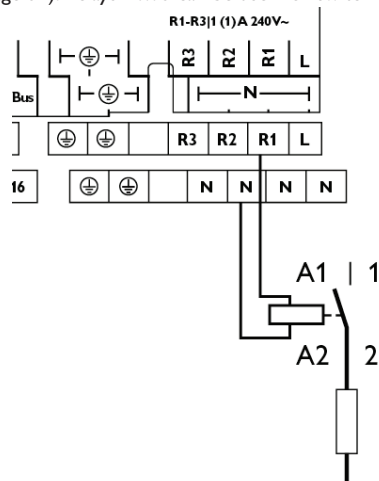 R1-R3|1 (1) A 240V~
R3 R2 R1 L
Bus N
R3 R2 R1 L
16 N N N N
A1 | 1
A2 2